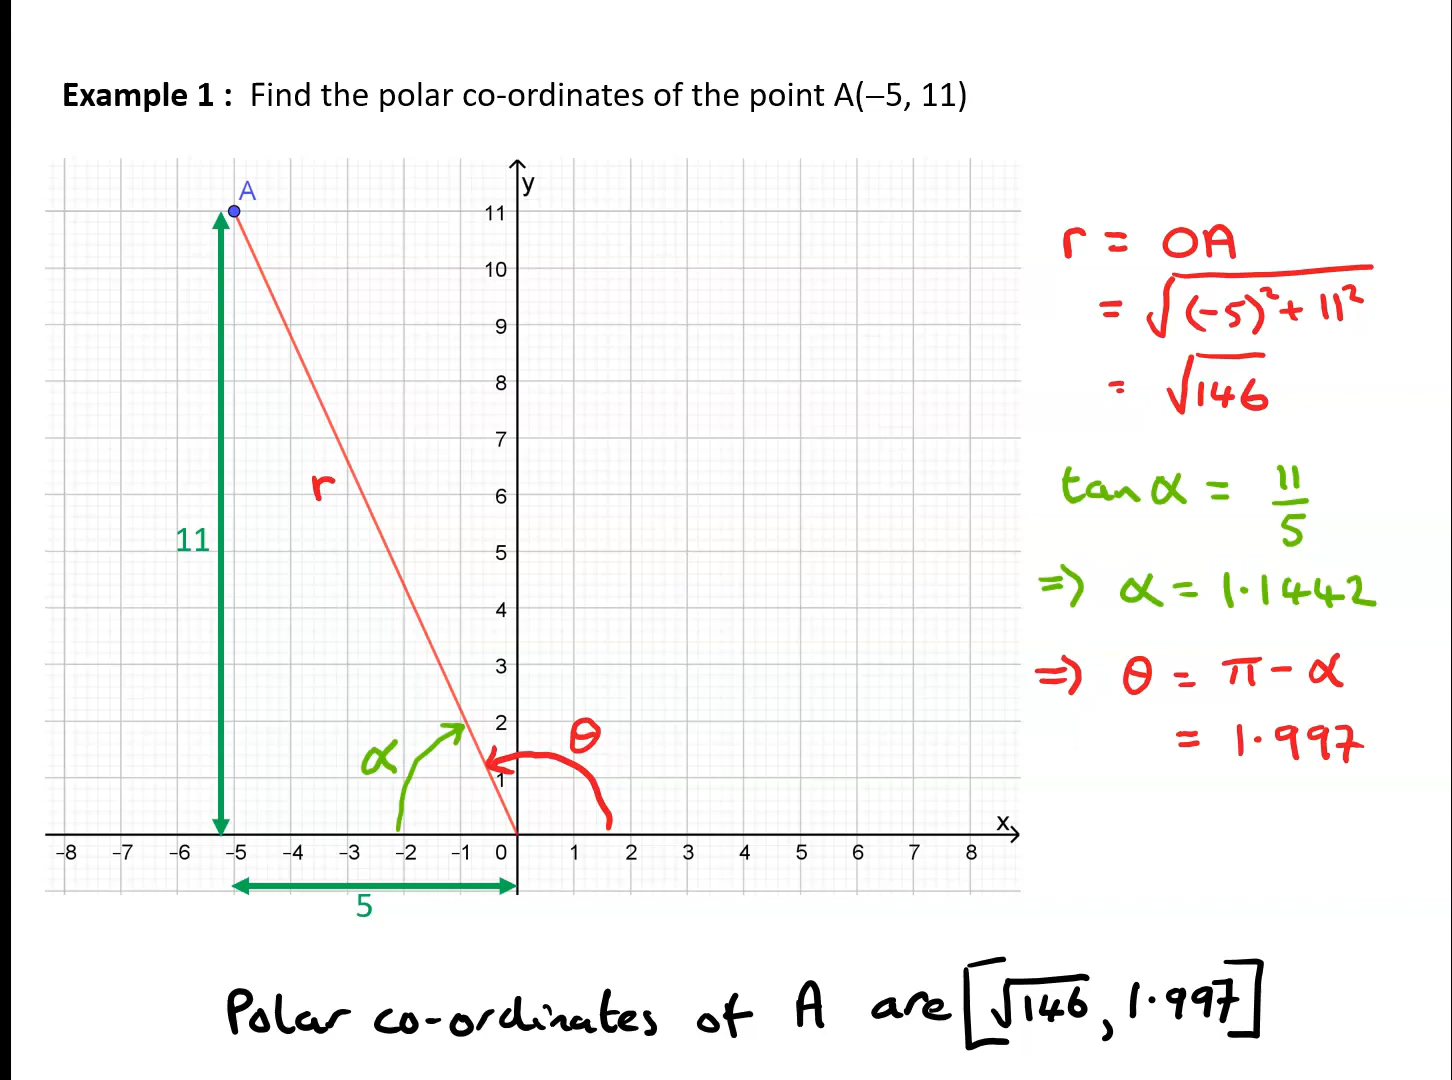 Example 1 : Find the polar co-ordinates of the point A(−5, 11)
A
y
11
10
9
8
7
6
5
4
3
2
1
r
11
α
θ
x
−8 −7 −6 −5 −4 −3 −2 −1 0 1 2 3 4 5 6 7 8
5
r = OA
= √(-5)² + 11²
= √146
tan α = 11/5
⇒ α = 1.1442
⇒ θ = π - α
= 1.997
Polar co-ordinates of A are [√146, 1.997]